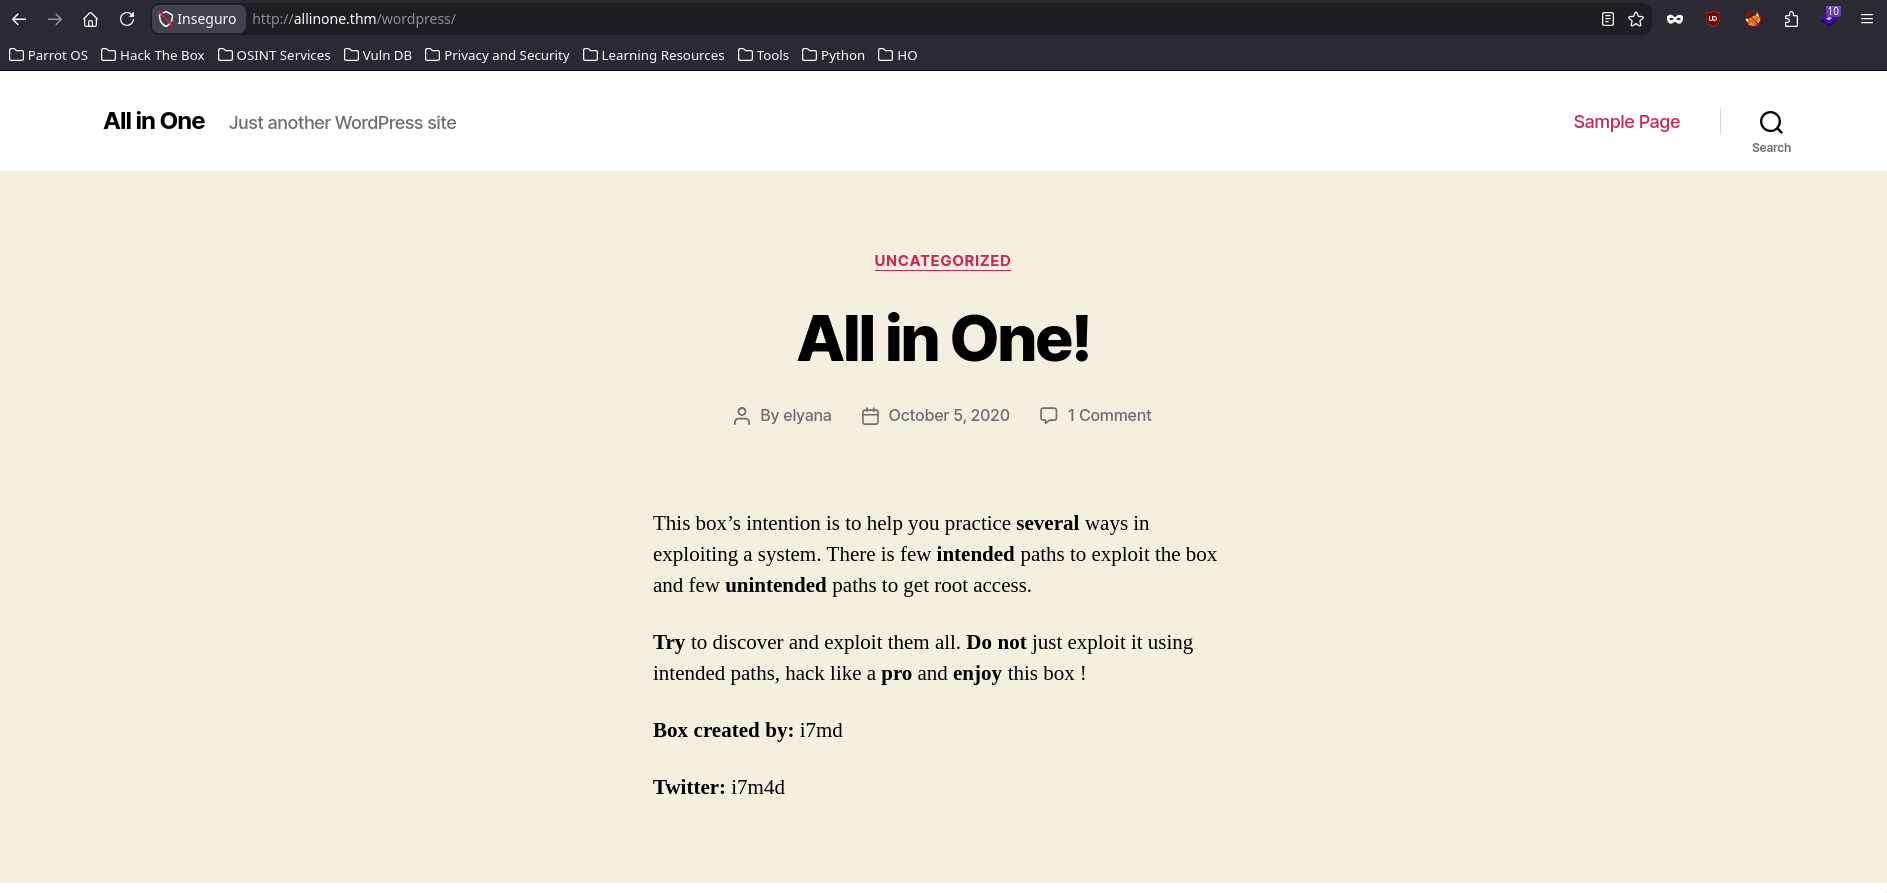 Inseguro http://allinone.thm/wordpress/ 10
Parrot OS Hack The Box OSINT Services Vuln DB Privacy and Security Learning Resources Tools Python HO
All in One Just another WordPress site Sample Page
Search
UNCATEGORIZED
All in One!
By elyana October 5, 2020 1 Comment
This box’s intention is to help you practice several ways in
exploiting a system. There is few intended paths to exploit the box
and few unintended paths to get root access.
Try to discover and exploit them all. Do not just exploit it using
intended paths, hack like a pro and enjoy this box !
Box created by: i7md
Twitter: i7m4d